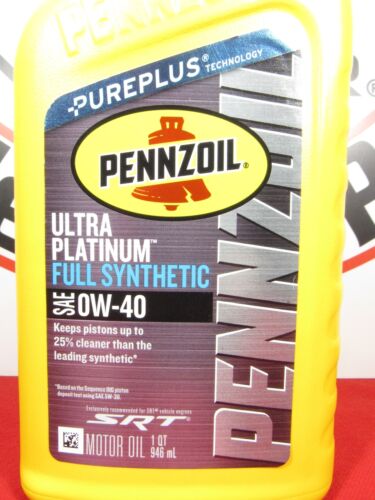 PENNZOIL
PUREPLUS® TECHNOLOGY
PENNZOIL®
ULTRA
PLATINUM™
FULL SYNTHETIC
SAE 0W-40
Keeps pistons up to
25% cleaner than the
leading synthetic*
*Based on the Sequence IIIG piston
deposit test using SAE 5W-30.
Exclusively recommended for SRT® vehicle engines
SRT
MOTOR OIL 1 QT
946 mL
PENNZOIL